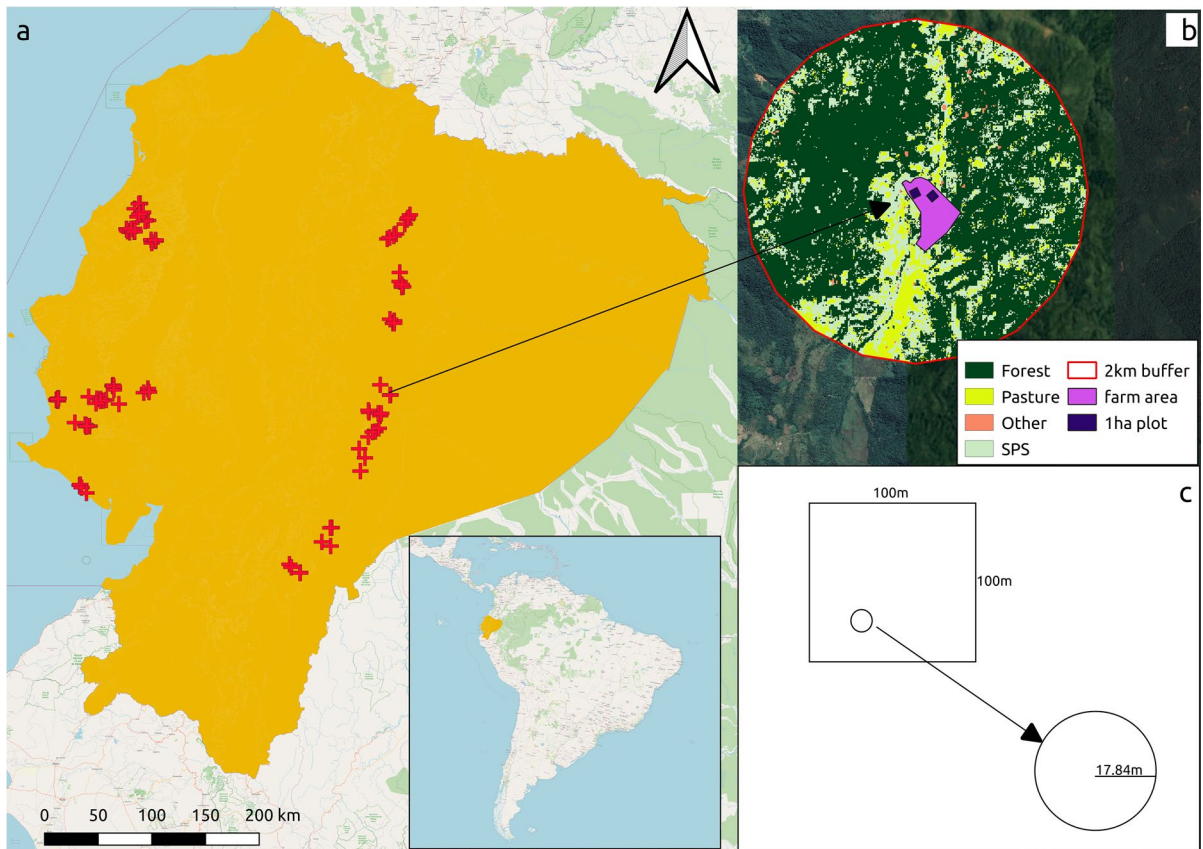 a
0 50 100 150 200 km
b
Forest 2km buffer
Pasture farm area
Other 1ha plot
SPS
c
100m
100m
17.84m